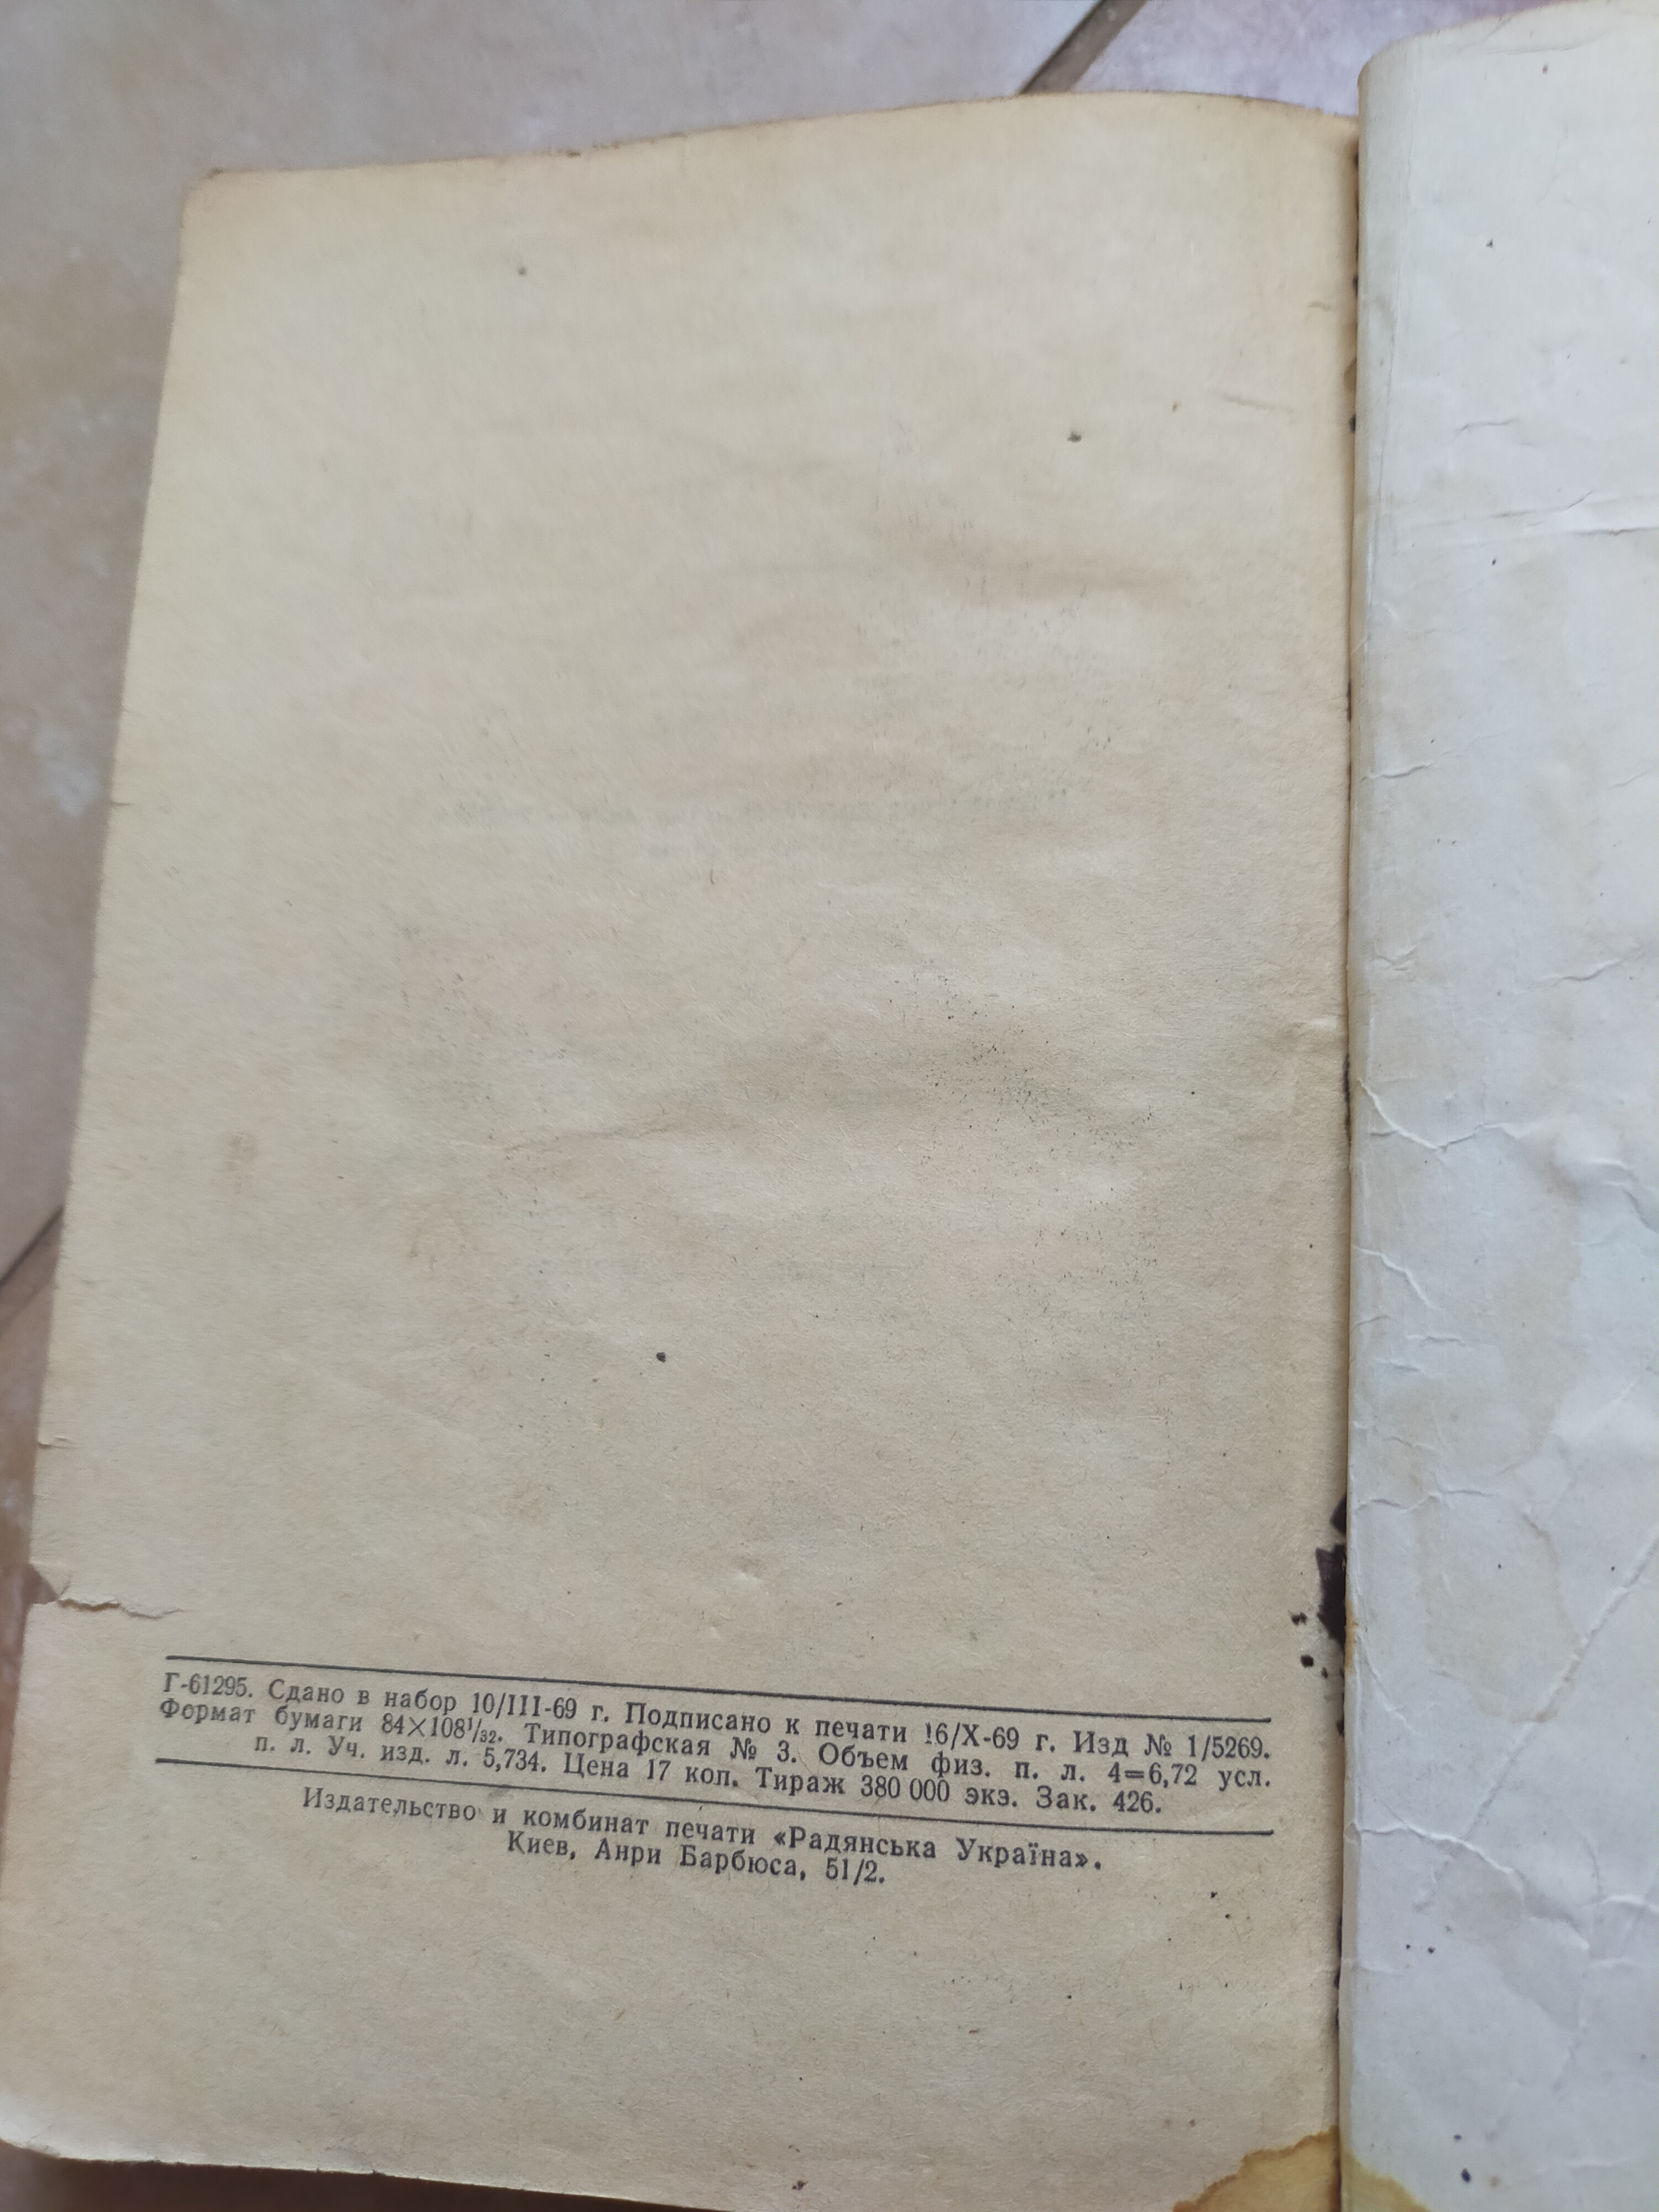 Г-61295. Сдано в набор 10/III-69 г. Подписано к печати 16/X-69 г. Изд № 1/5269.
Формат бумаги 84×108¹/₃₂. Типографская № 3. Объем физ. п. л. 4=6,72 усл.
п. л. Уч. изд. л. 5,734. Цена 17 коп. Тираж 380 000 экз. Зак. 426.
Издательство и комбинат печати «Радянська Україна».
Киев, Анри Барбюса, 51/2.